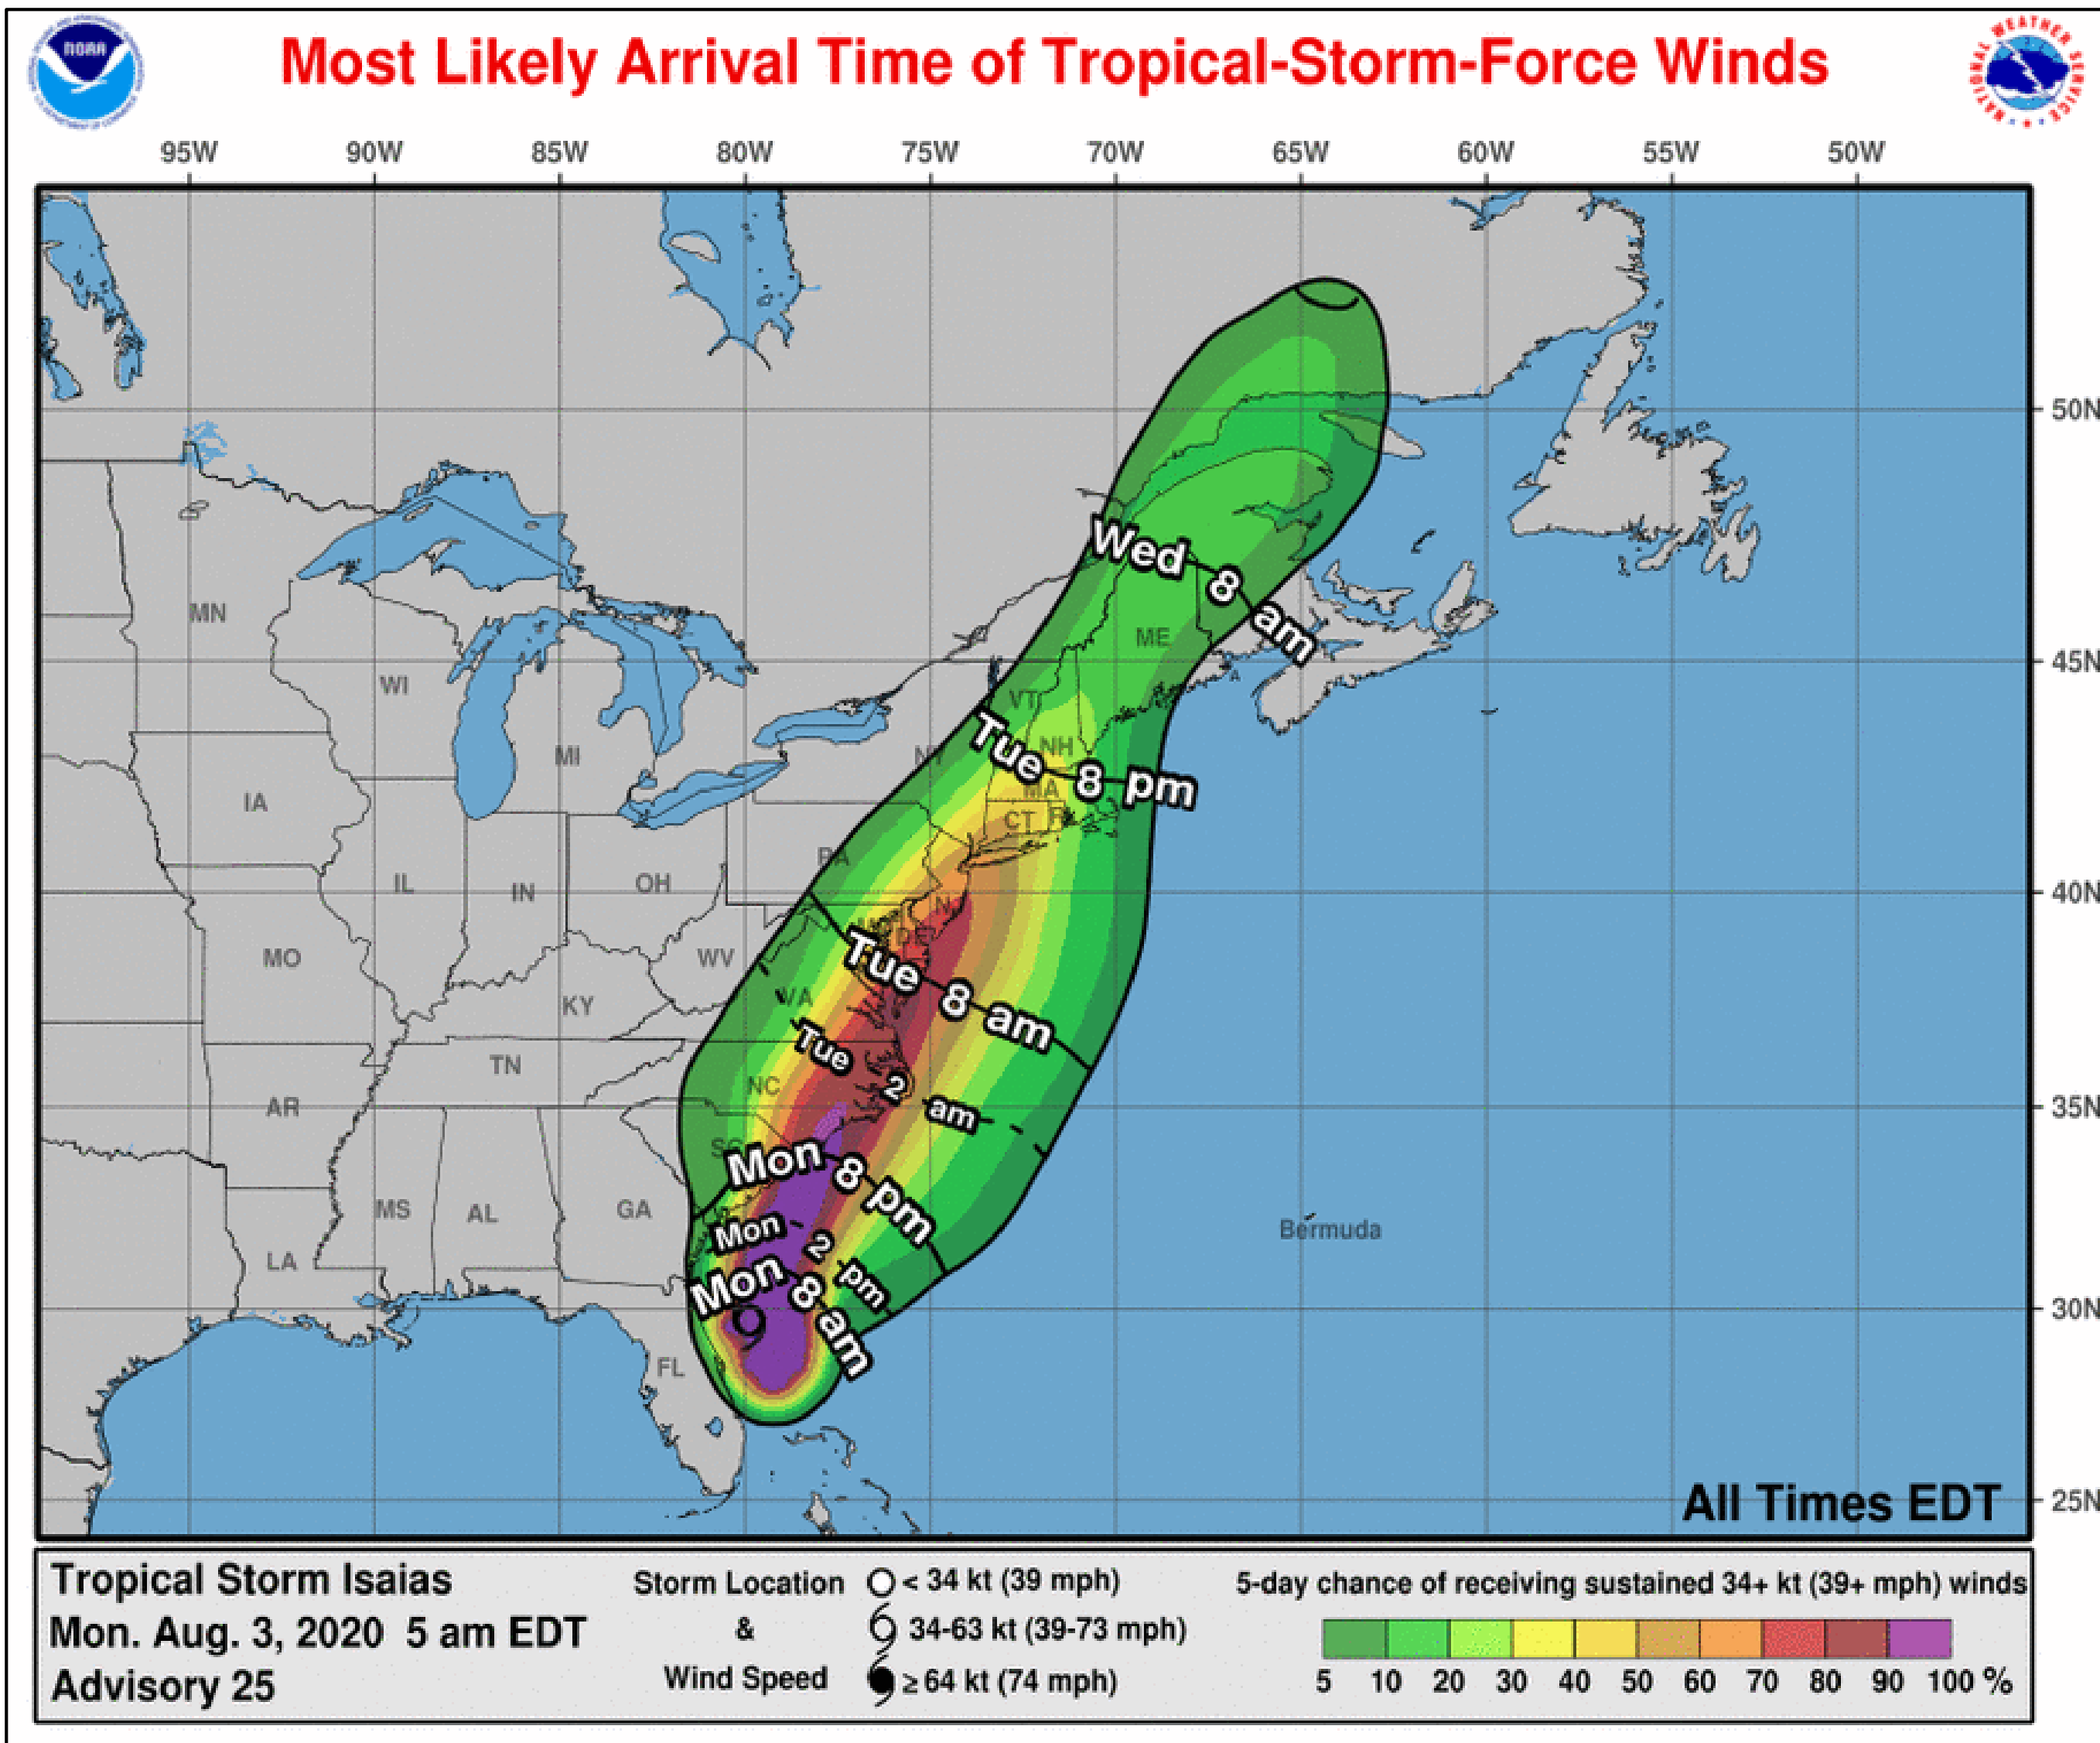 NOAA
Most Likely Arrival Time of Tropical-Storm-Force Winds
NATIONAL WEATHER SERVICE
95W 90W 85W 80W 75W 70W 65W 60W 55W 50W
50N
Wed 8 am
MN
ME
45N
WI
VT
Tue 8 pm
NH
NY
MI
MA
IA
CT
PA
IL
IN
OH
40N
NJ
DE
MO
WV
Tue 8 am
VA
KY
Tue 2 am
TN
NC
AR
35N
SC
Mon 8 pm
MS
AL
GA
Bermuda
Mon 2 pm
LA
Mon 8 am
30N
FL
25N
All Times EDT
Tropical Storm Isaias
Mon. Aug. 3, 2020 5 am EDT
Advisory 25
Storm Location
&
Wind Speed
< 34 kt (39 mph)
34-63 kt (39-73 mph)
≥ 64 kt (74 mph)
5-day chance of receiving sustained 34+ kt (39+ mph) winds
5 10 20 30 40 50 60 70 80 90 100 %